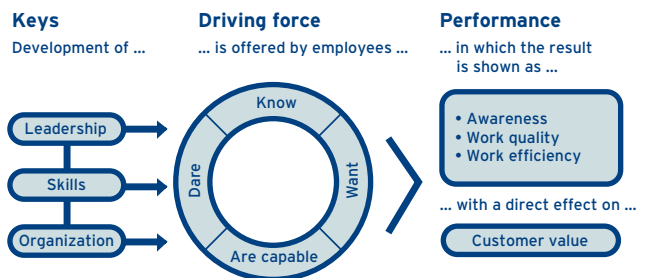 Keys
Development of ...
Leadership
Skills
Organization
Driving force
... is offered by employees ...
Know
Dare
Want
Are capable
Performance
... in which the result
is shown as ...
• Awareness
• Work quality
• Work efficiency
... with a direct effect on ...
Customer value